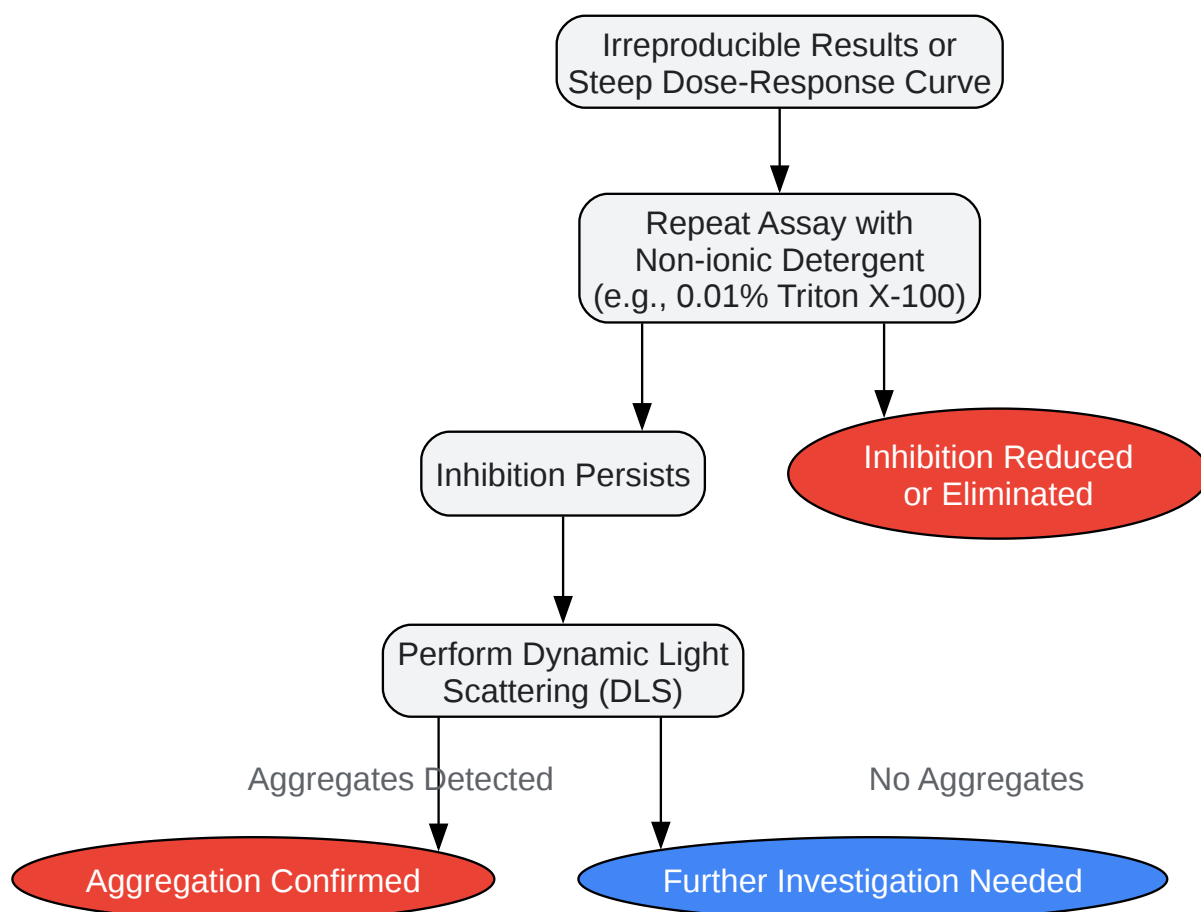 Irreproducible Results or
Steep Dose-Response Curve
Repeat Assay with
Non-ionic Detergent
(e.g., 0.01% Triton X-100)
Inhibition Persists
Inhibition Reduced
or Eliminated
Perform Dynamic Light
Scattering (DLS)
Aggregates Detected
No Aggregates
Aggregation Confirmed
Further Investigation Needed